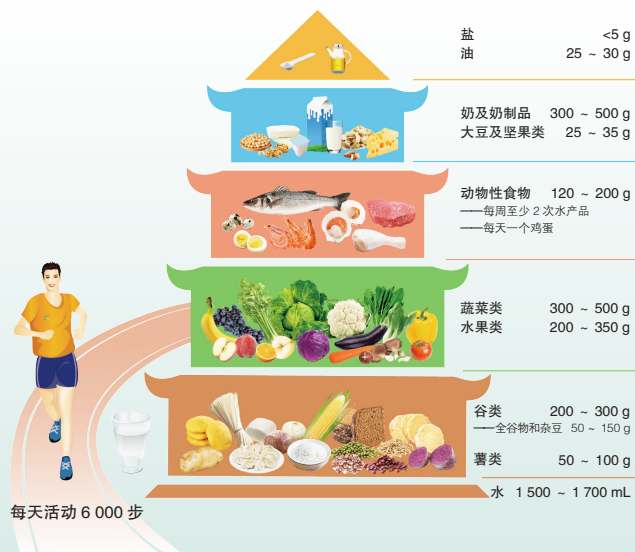 盐 <5 g
油 25 ~ 30 g
奶及奶制品 300 ~ 500 g
大豆及坚果类 25 ~ 35 g
动物性食物 120 ~ 200 g
——每周至少 2 次水产品
——每天一个鸡蛋
蔬菜类 300 ~ 500 g
水果类 200 ~ 350 g
谷类 200 ~ 300 g
——全谷物和杂豆 50 ~ 150 g
薯类 50 ~ 100 g
水 1 500 ~ 1 700 mL
每天活动 6 000 步